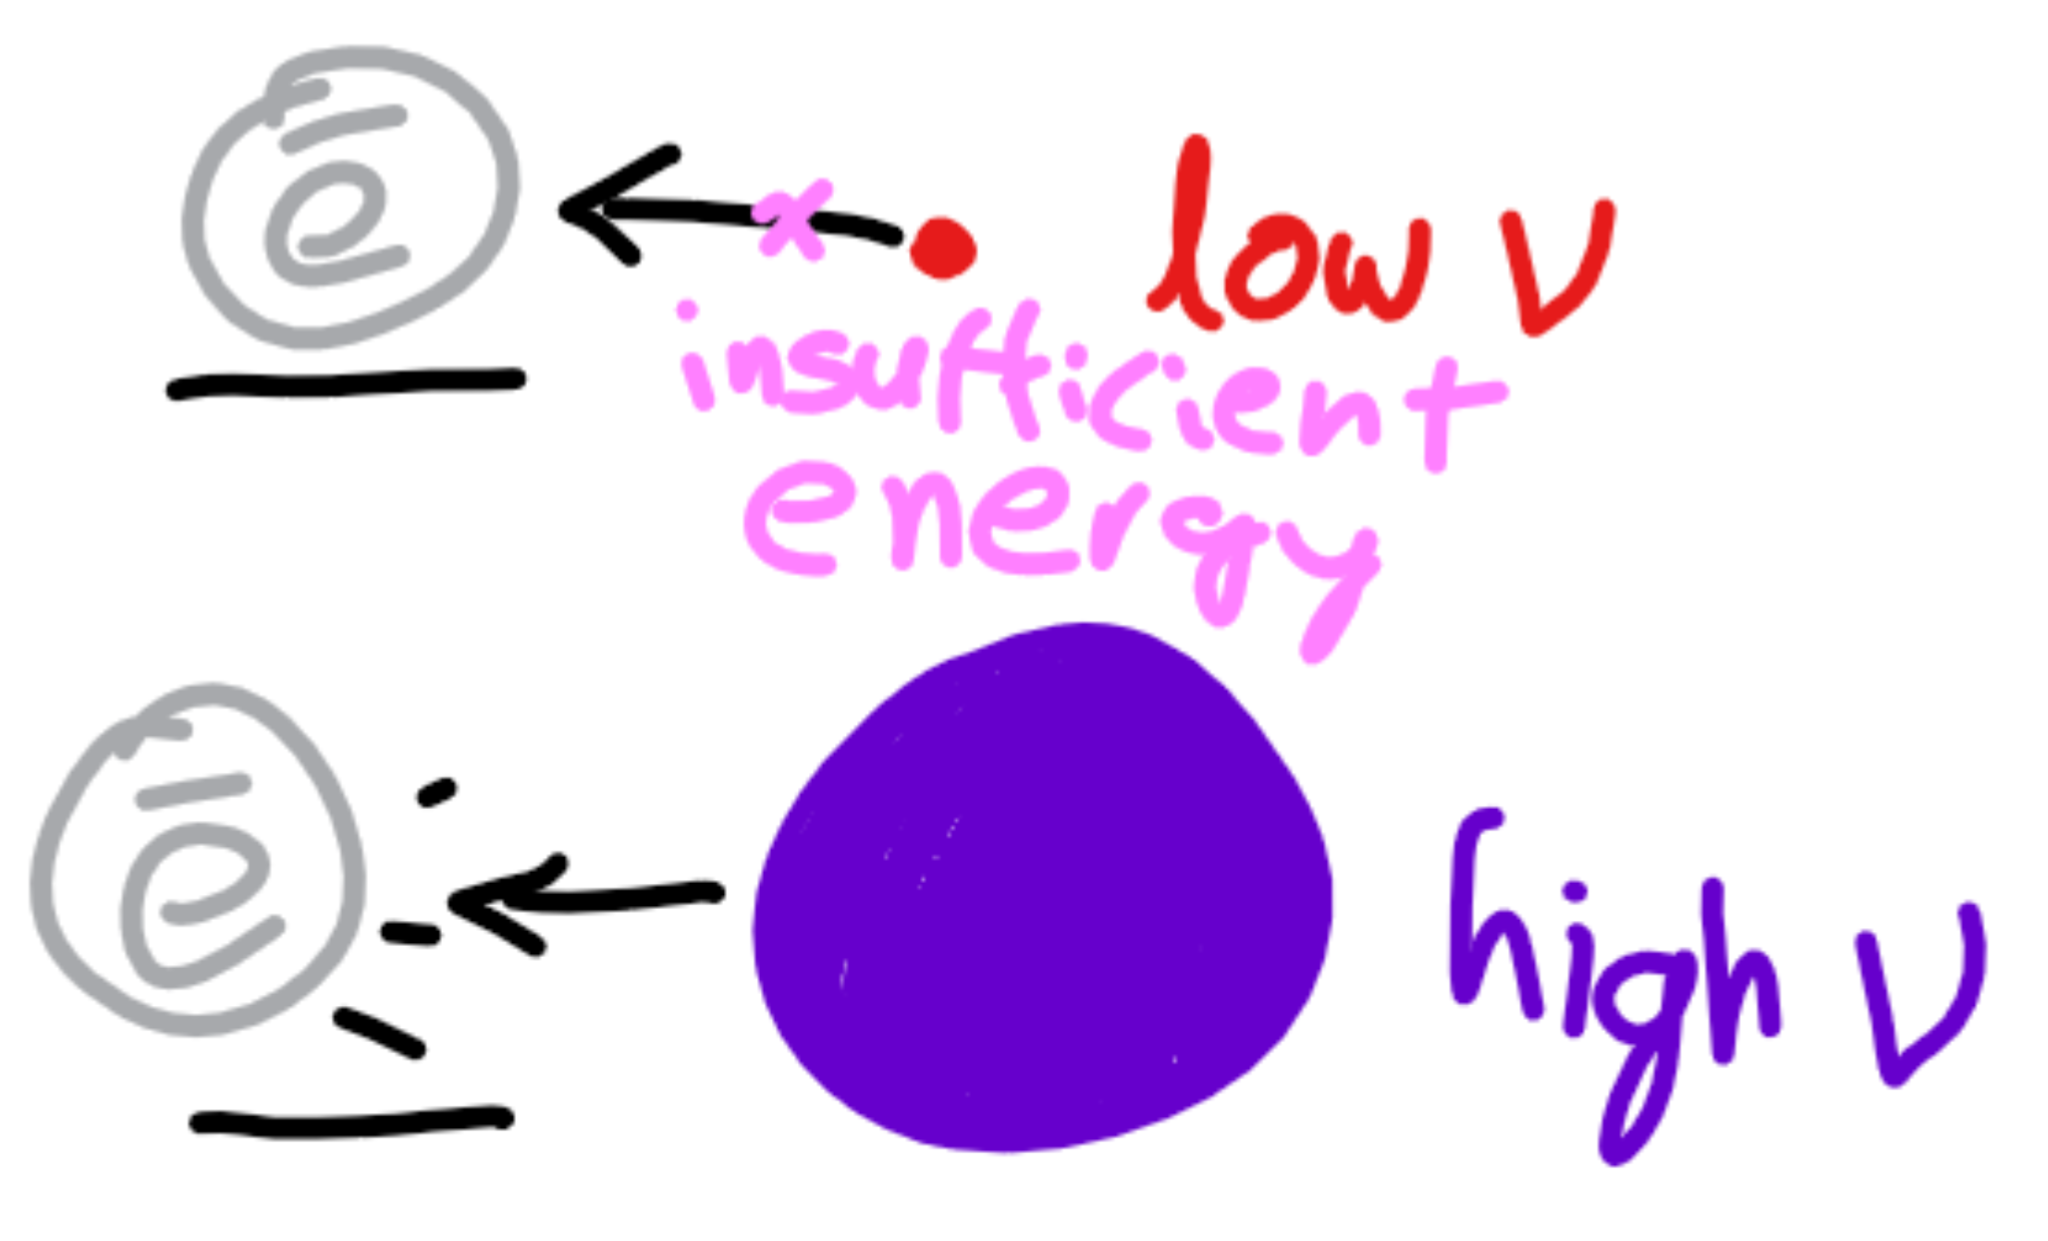 ē
low ν
insufficient
energy
ē
high ν